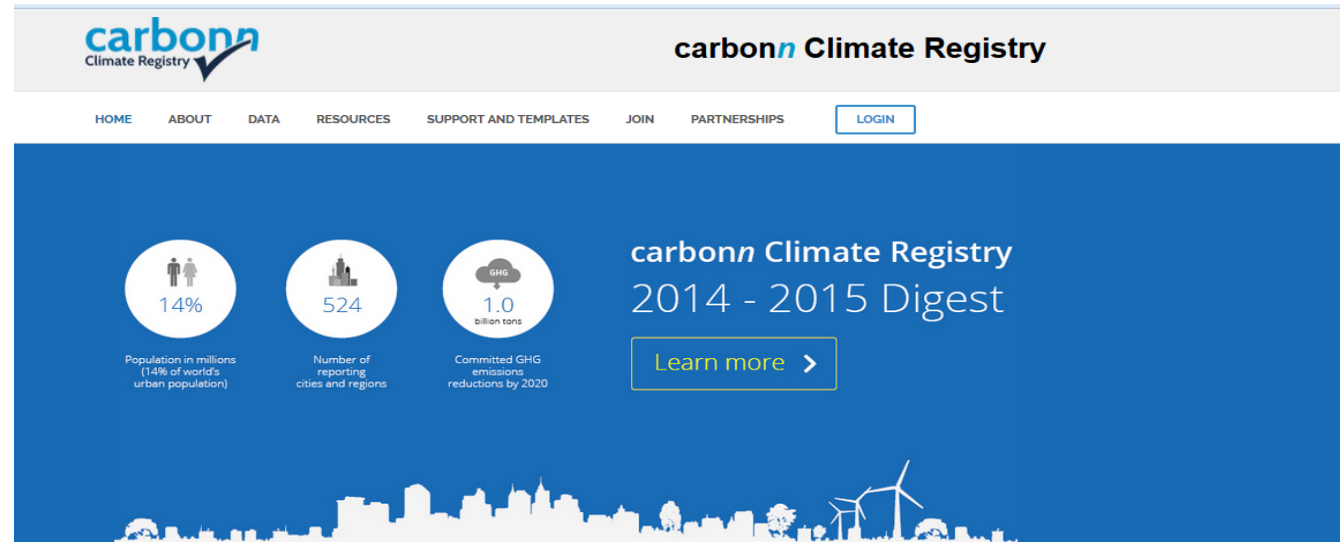 carbonn
Climate Registry
carbonn Climate Registry
HOME ABOUT DATA RESOURCES SUPPORT AND TEMPLATES JOIN PARTNERSHIPS LOGIN
14%
Population in millions
(14% of world's
urban population)
524
Number of
reporting
cities and regions
GHG
1.0
billion tons
Committed GHG
emissions
reductions by 2020
carbonn Climate Registry
2014 - 2015 Digest
Learn more